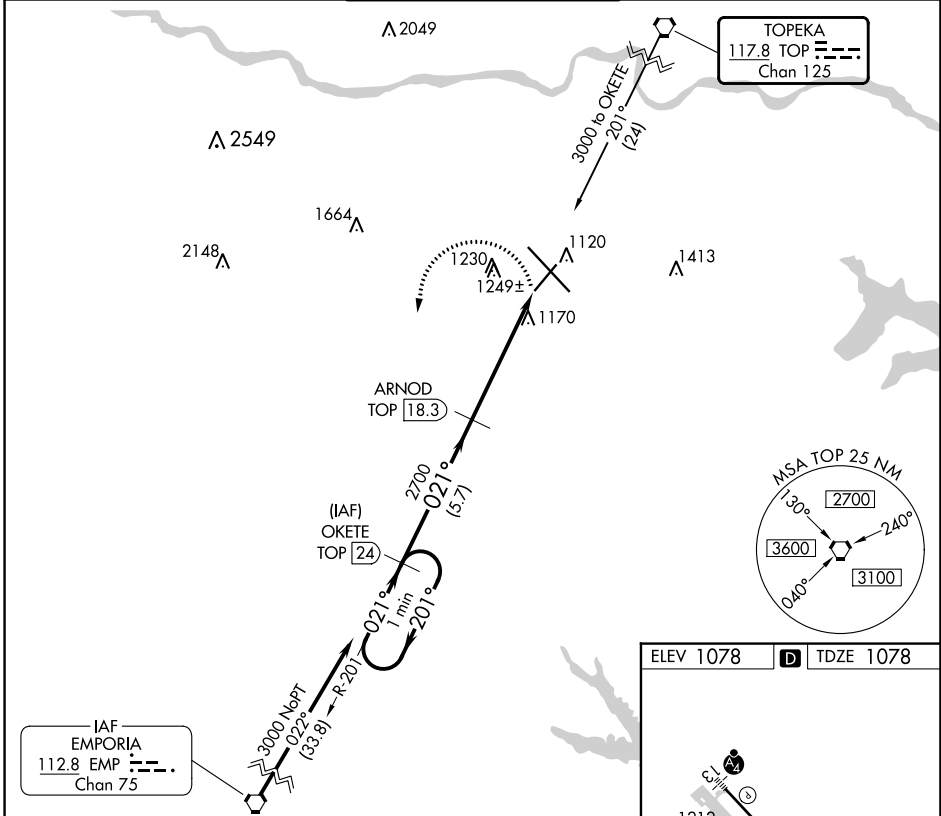 2049
TOPEKA
117.8 TOP
Chan 125
3000 to OKETE
201°
(24)
2549
1664
2148
1230
1249±
1120
1413
1170
ARNOD
TOP 18.3
2700
021°
(5.7)
(IAF)
OKETE
TOP 24
021°
1 min
201°
R-201
3000 NoPT
022°
(33.8)
IAF
EMPORIA
112.8 EMP
Chan 75
MSA TOP 25 NM
130°
2700
240°
3600
040°
3100
ELEV 1078 D TDZE 1078
A4
13
P